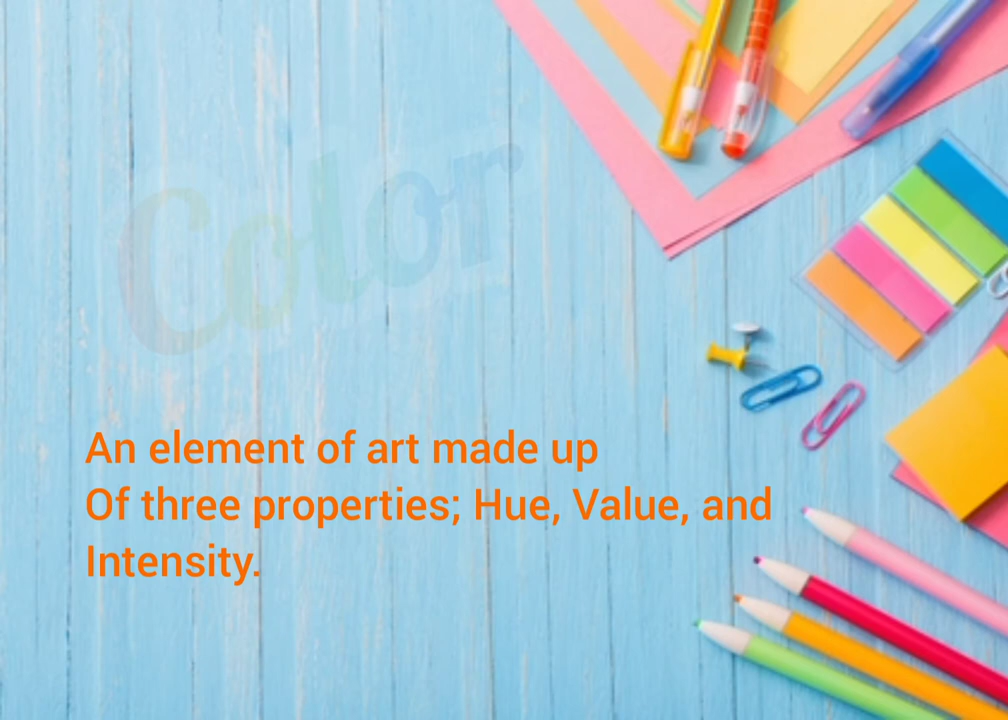 Color
An element of art made up
Of three properties; Hue, Value, and
Intensity.